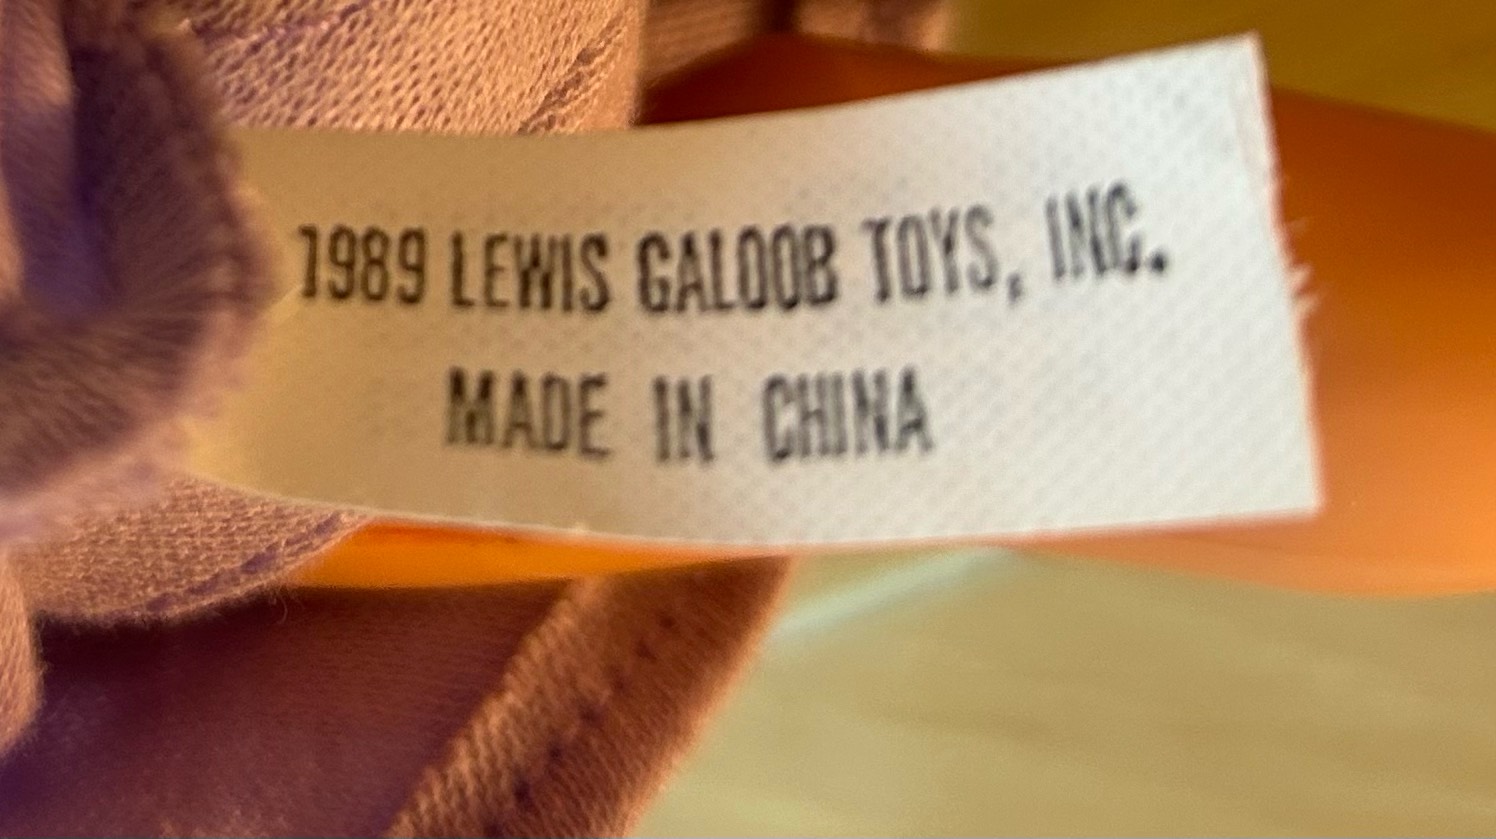 1989 LEWIS GALOOB TOYS, INC.
MADE IN CHINA